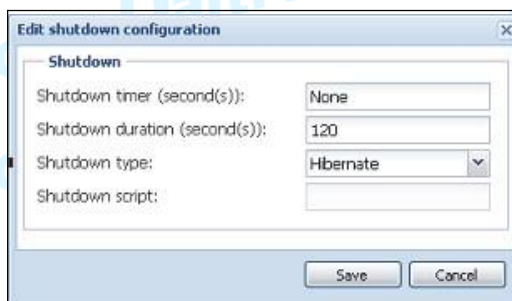 Edit shutdown configuration
Shutdown
Shutdown timer (second(s)): None
Shutdown duration (second(s)): 120
Shutdown type: Hibernate
Shutdown script:
Save Cancel